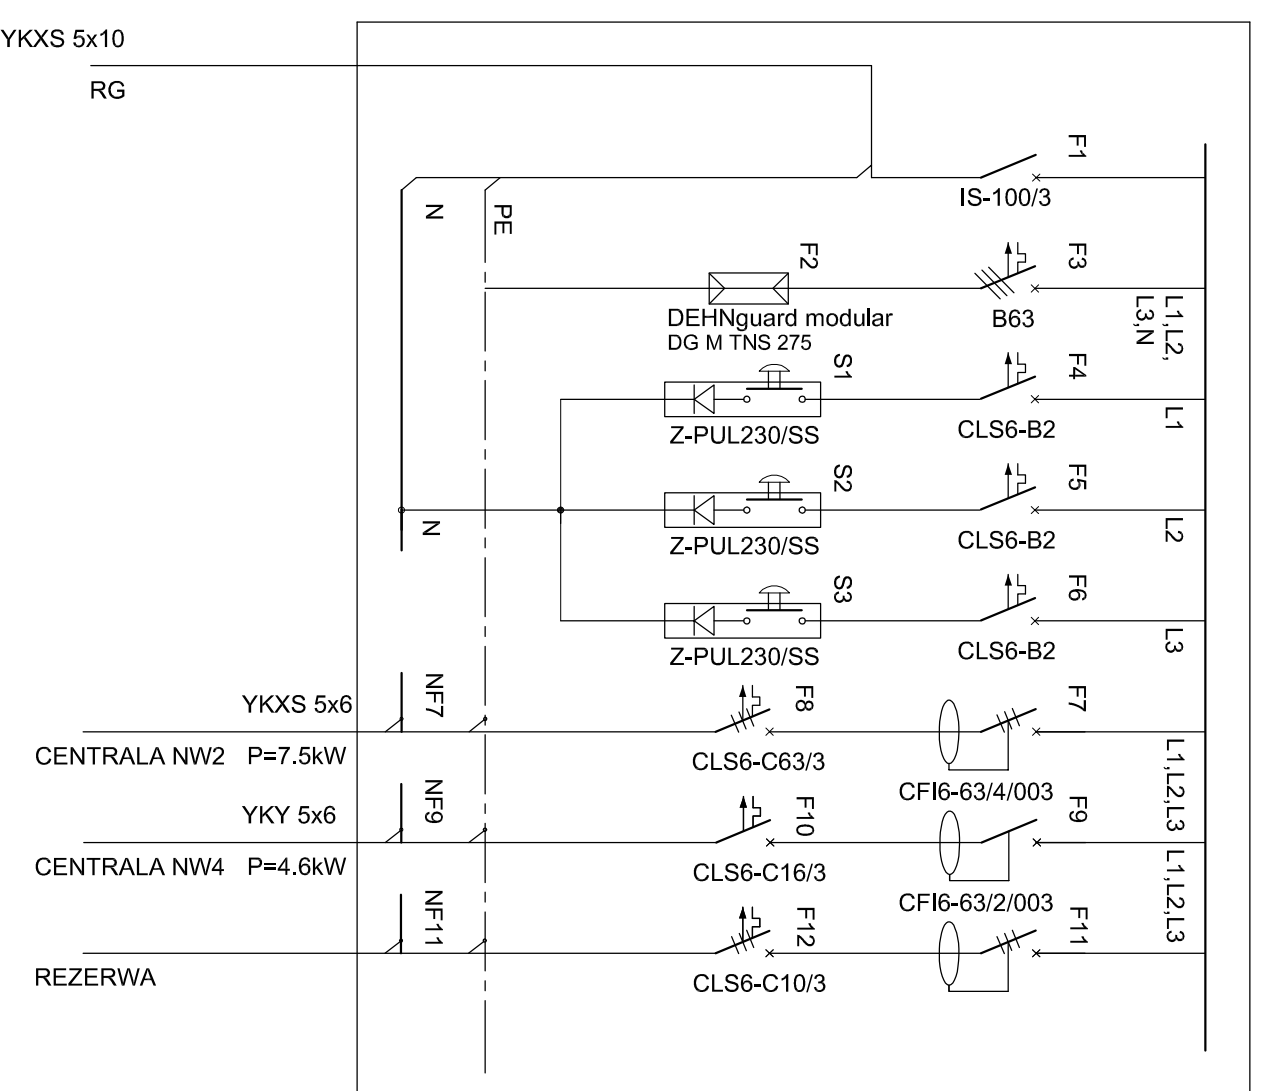 YKXS 5x10
RG
F1
IS-100/3
N
PE
F2
DEHNguard modular
DG M TNS 275
F3
B63
L1,L2,
L3,N
S1
Z-PUL230/SS
F4
CLS6-B2
L1
N
S2
Z-PUL230/SS
F5
CLS6-B2
L2
S3
Z-PUL230/SS
F6
CLS6-B2
L3
YKXS 5x6
CENTRALA NW2 P=7.5kW
NF7
F8
CLS6-C63/3
F7
CFI6-63/4/003
L1,L2,L3
YKY 5x6
CENTRALA NW4 P=4.6kW
NF9
F10
CLS6-C16/3
F9
CFI6-63/2/003
L1,L2,L3
REZERWA
NF11
F12
CLS6-C10/3
F11